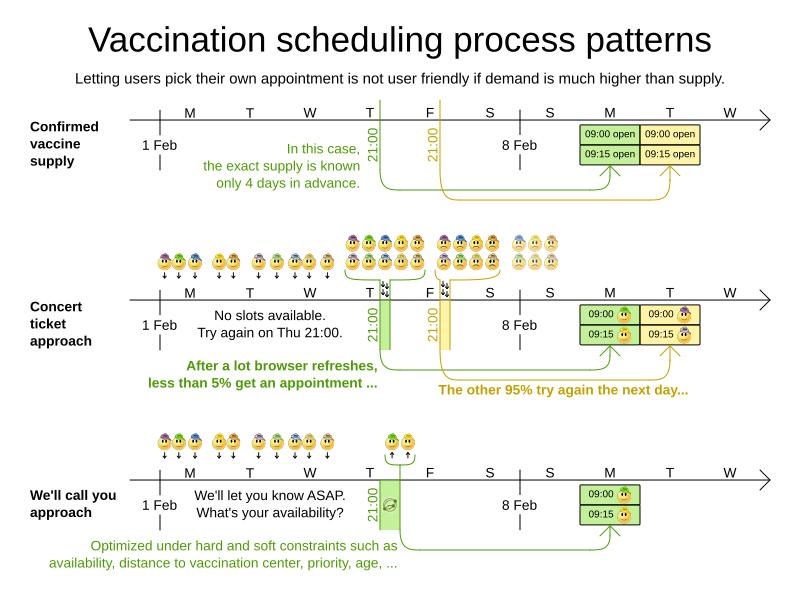 Vaccination scheduling process patterns
Letting users pick their own appointment is not user friendly if demand is much higher than supply.
M T W T F S S M T W
Confirmed
vaccine
supply
1 Feb
In this case,
the exact supply is known
only 4 days in advance.
21:00
21:00
8 Feb
09:00 open 09:00 open
09:15 open 09:15 open
M T W T F S S M T W
Concert
ticket
approach
1 Feb
No slots available.
Try again on Thu 21:00.
21:00
21:00
8 Feb
09:00 09:00
09:15 09:15
After a lot browser refreshes,
less than 5% get an appointment ...
The other 95% try again the next day...
M T W T F S S M T W
We'll call you
approach
1 Feb
We'll let you know ASAP.
What's your availability?
21:00
8 Feb
09:00
09:15
Optimized under hard and soft constraints such as
availability, distance to vaccination center, priority, age, ...